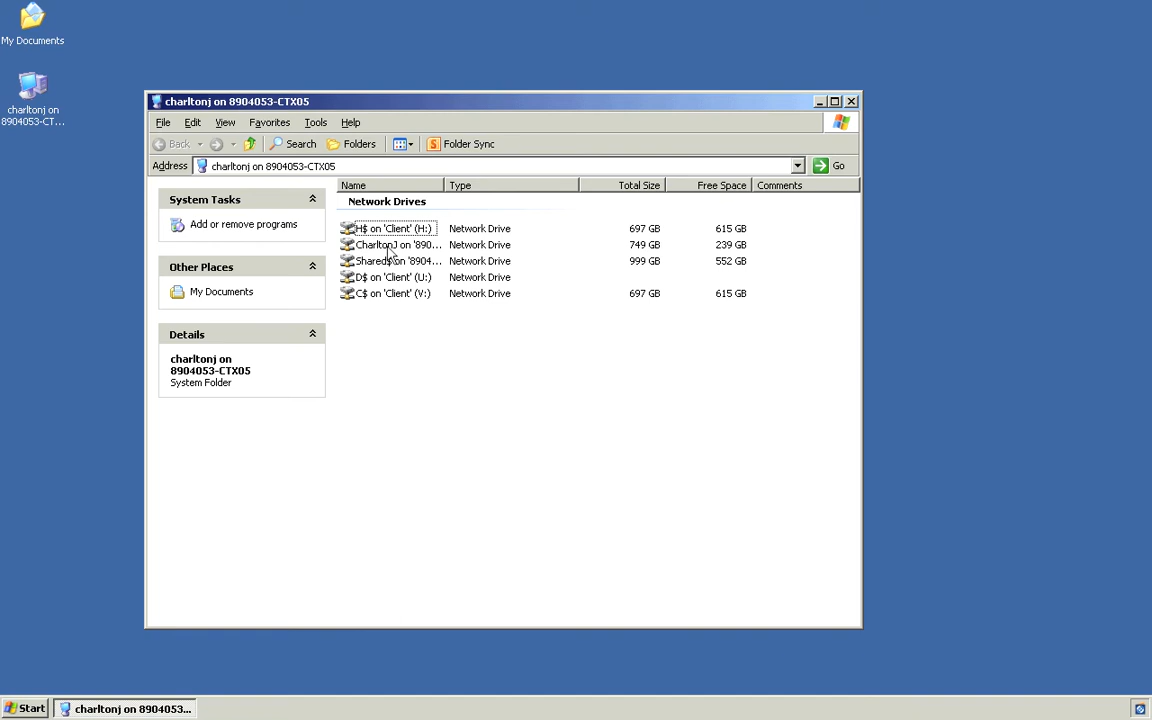 My Documents
charltonj on
8904053-CT...
charltonj on 8904053-CTX05
File Edit View Favorites Tools Help
Back Search Folders Folder Sync
Address charltonj on 8904053-CTX05 Go
System Tasks
Add or remove programs
Other Places
My Documents
Details
charltonj on
8904053-CTX05
System Folder
Name Type Total Size Free Space Comments
Network Drives
H$ on 'Client' (H:) Network Drive 697 GB 615 GB
CharltonJ on '890... Network Drive 749 GB 239 GB
Shared$ on '8904... Network Drive 999 GB 552 GB
D$ on 'Client' (U:) Network Drive
C$ on 'Client' (V:) Network Drive 697 GB 615 GB
Start charltonj on 8904053...